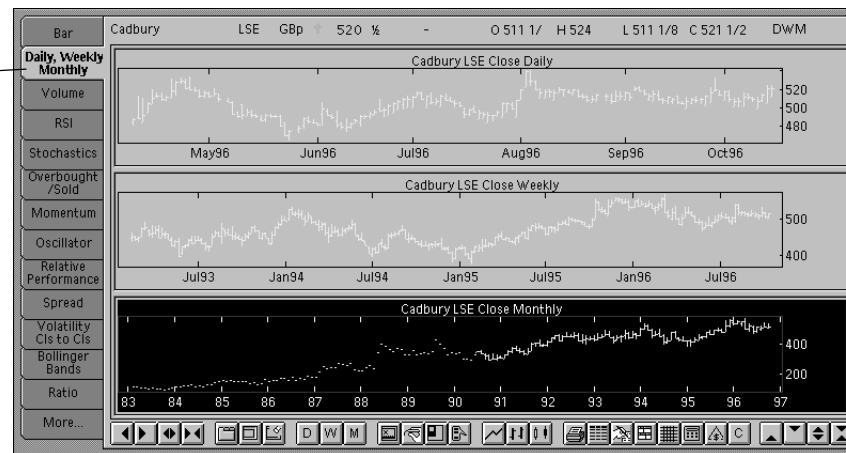 Cadbury LSE GBp 520 ½ - O 511 1/ H 524 L 511 1/8 C 521 1/2 DWM
Bar
Daily, Weekly
Monthly
Volume
RSI
Stochastics
Overbought
/Sold
Momentum
Oscillator
Relative
Performance
Spread
Volatility
Cls to Cls
Bollinger
Bands
Ratio
More...
Cadbury LSE Close Daily
520
500
480
May96 Jun96 Jul96 Aug96 Sep96 Oct96
Cadbury LSE Close Weekly
500
400
Jul93 Jan94 Jul94 Jan95 Jul95 Jan96 Jul96
Cadbury LSE Close Monthly
400
200
83 84 85 86 87 88 89 90 91 92 93 94 95 96 97
D W M C